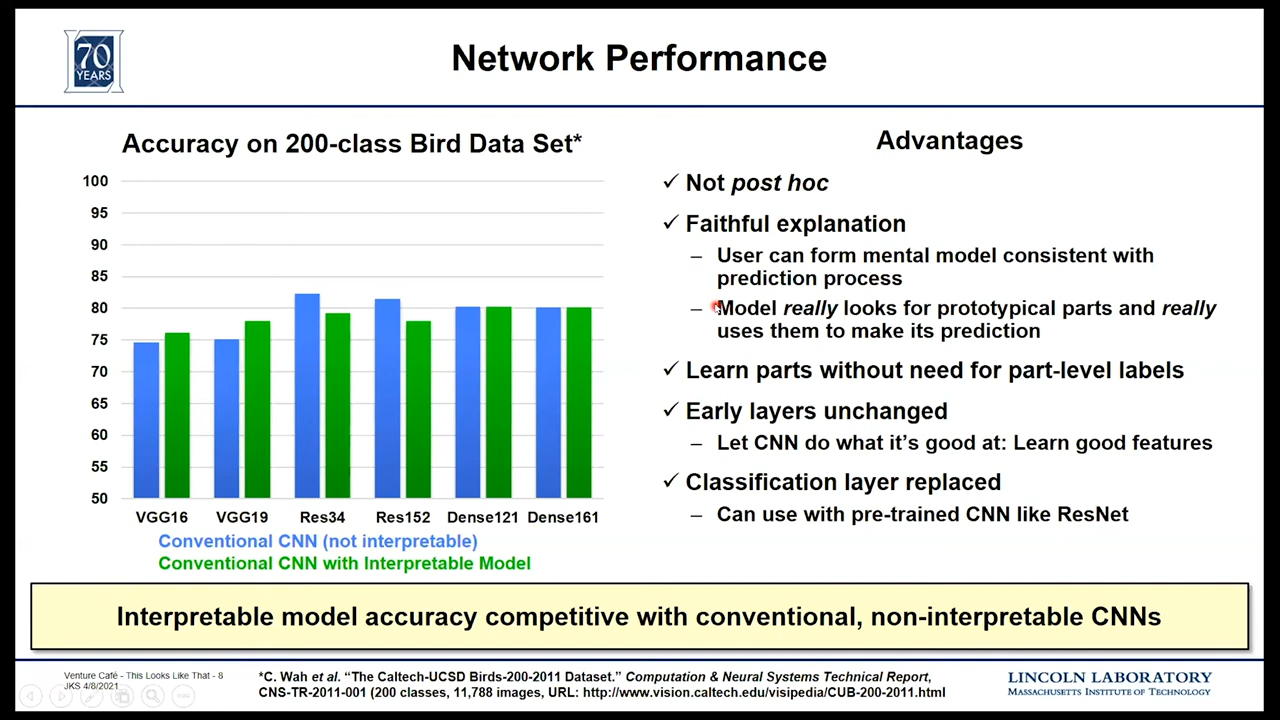 70
YEARS
Network Performance
Accuracy on 200-class Bird Data Set*
100
95
90
85
80
75
70
65
60
55
50
VGG16 VGG19 Res34 Res152 Dense121 Dense161
Conventional CNN (not interpretable)
Conventional CNN with Interpretable Model
Advantages
✓ Not post hoc
✓ Faithful explanation
– User can form mental model consistent with
prediction process
– Model really looks for prototypical parts and really
uses them to make its prediction
✓ Learn parts without need for part-level labels
✓ Early layers unchanged
– Let CNN do what it’s good at: Learn good features
✓ Classification layer replaced
– Can use with pre-trained CNN like ResNet
Interpretable model accuracy competitive with conventional, non-interpretable CNNs
Venture Café - This Looks Like That - 8
JKS 4/8/2021
*C. Wah et al. “The Caltech-UCSD Birds-200-2011 Dataset.” Computation & Neural Systems Technical Report,
CNS-TR-2011-001 (200 classes, 11,788 images, URL: http://www.vision.caltech.edu/visipedia/CUB-200-2011.html
LINCOLN LABORATORY
MASSACHUSETTS INSTITUTE OF TECHNOLOGY